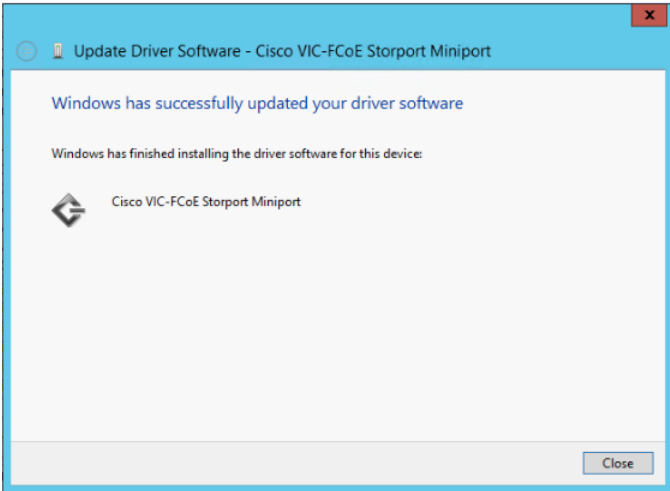 x
Update Driver Software - Cisco VIC-FCoE Storport Miniport
Windows has successfully updated your driver software
Windows has finished installing the driver software for this device:
Cisco VIC-FCoE Storport Miniport
Close